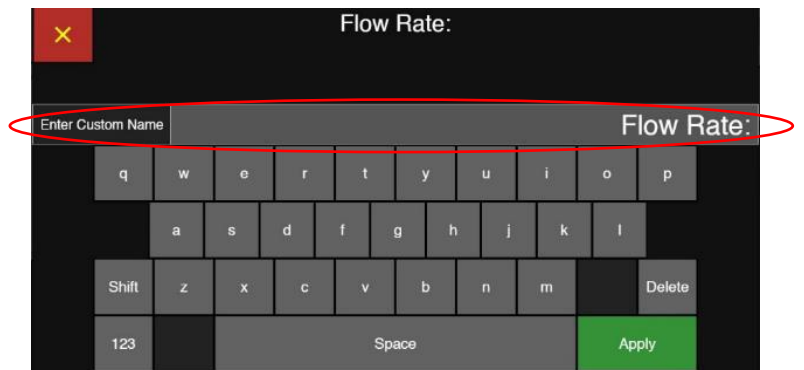 × Flow Rate:
Enter Custom Name Flow Rate:
q w e r t y u i o p
a s d f g h j k l
Shift z x c v b n m Delete
123 Space Apply